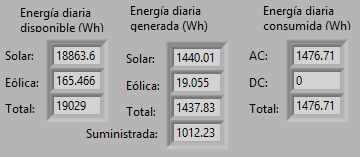 Energía diaria
disponible (Wh)
Solar: 18863.6
Eólica: 165.466
Total: 19029
Energía diaria
generada (Wh)
Solar: 1440.01
Eólica: 19.055
Total: 1437.83
Suministrada: 1012.23
Energía diaria
consumida (Wh)
AC: 1476.71
DC: 0
Total: 1476.71